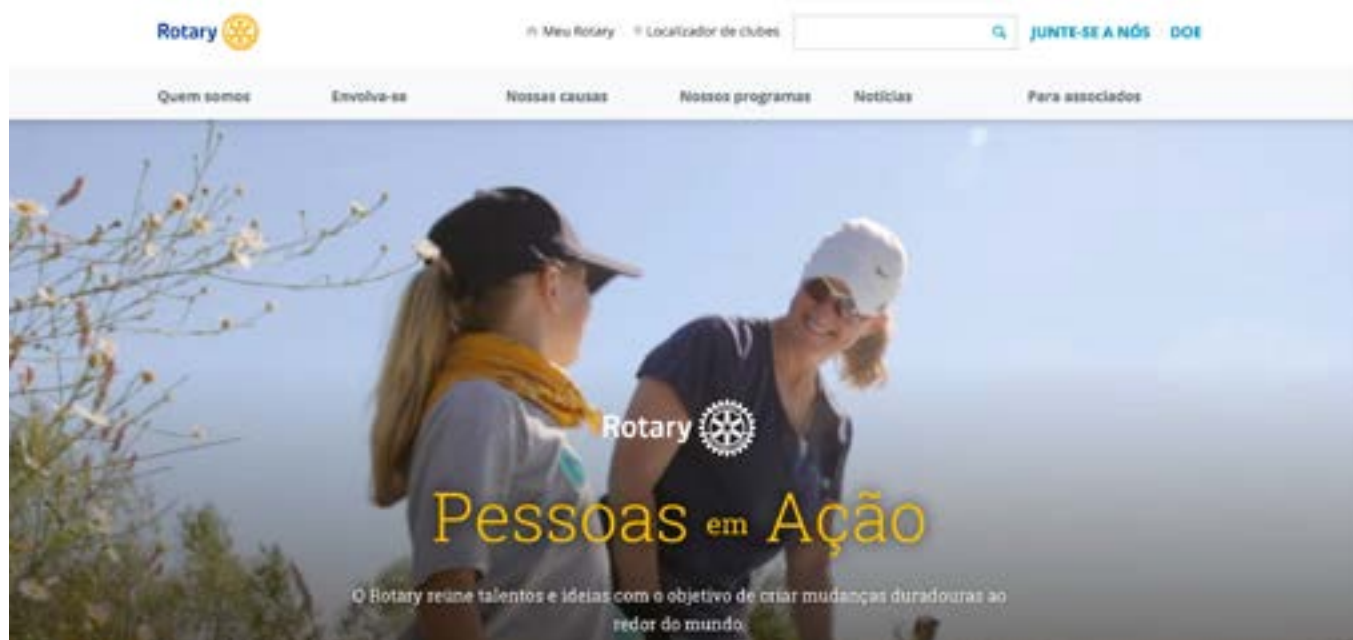 Rotary
Meu Rotary
Localizador de clubes
JUNTE-SE A NÓS
DOE
Quem somos
Envolva-se
Nossas causas
Nossos programas
Notícias
Para associados
Rotary
Pessoas em Ação
O Rotary reúne talentos e ideias com o objetivo de criar mudanças duradouras ao
redor do mundo.